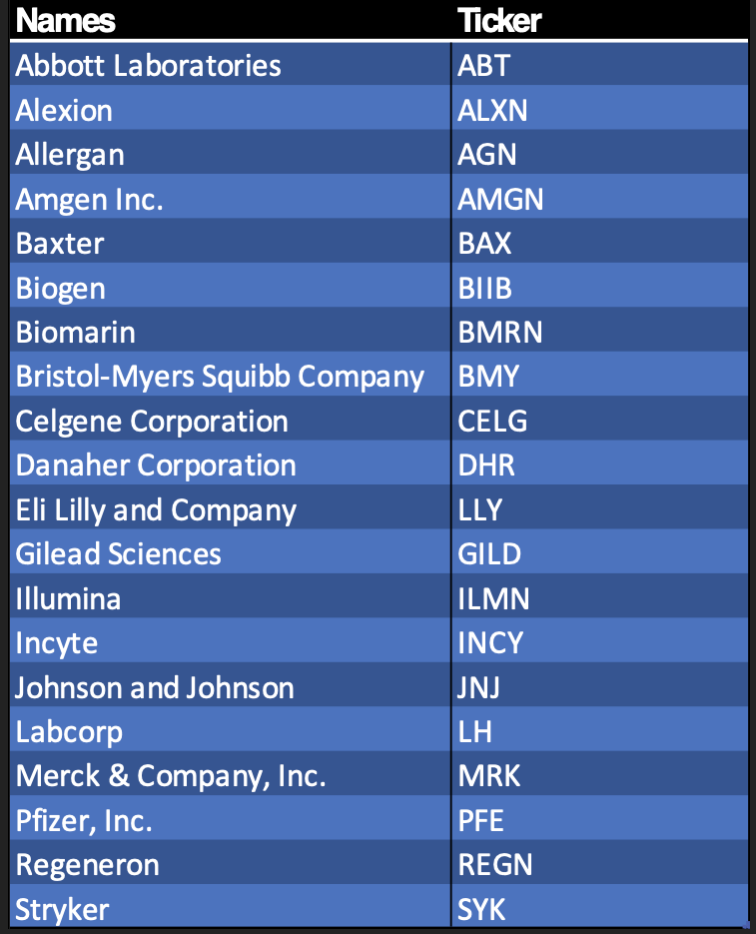 Names Ticker
Abbott Laboratories ABT
Alexion ALXN
Allergan AGN
Amgen Inc. AMGN
Baxter BAX
Biogen BIIB
Biomarin BMRN
Bristol-Myers Squibb Company BMY
Celgene Corporation CELG
Danaher Corporation DHR
Eli Lilly and Company LLY
Gilead Sciences GILD
Illumina ILMN
Incyte INCY
Johnson and Johnson JNJ
Labcorp LH
Merck & Company, Inc. MRK
Pfizer, Inc. PFE
Regeneron REGN
Stryker SYK